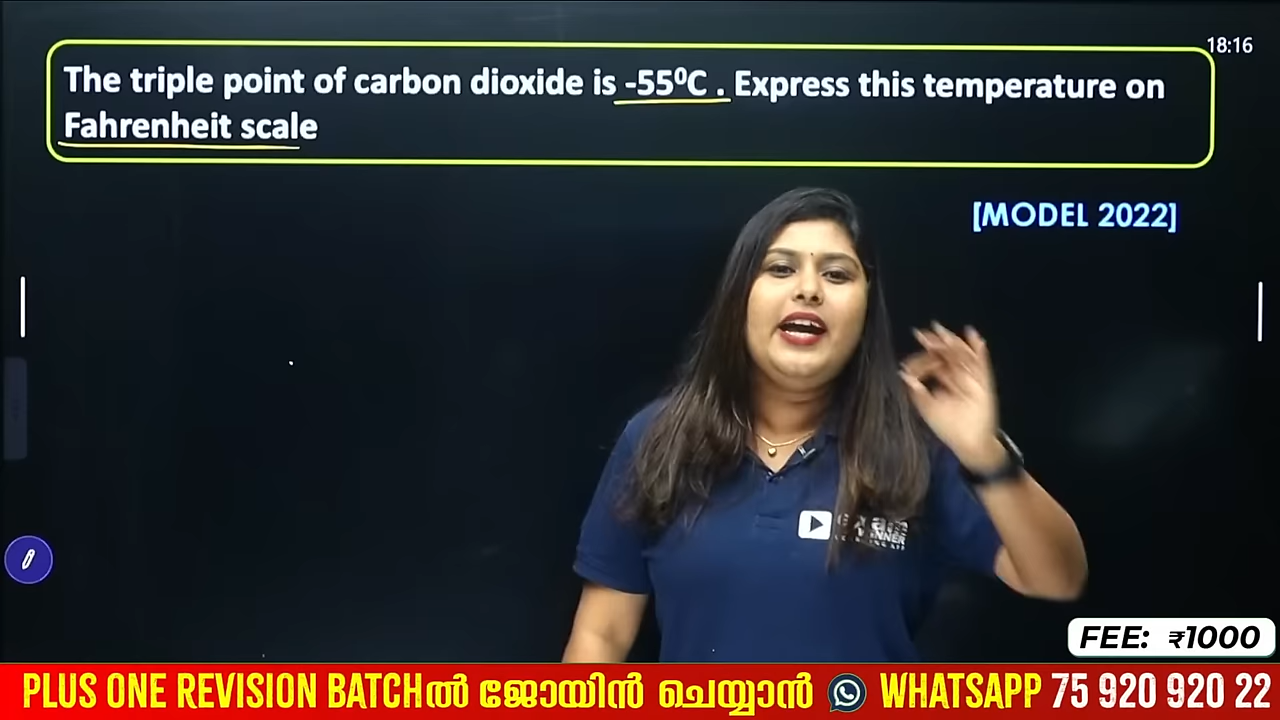 18:16
The triple point of carbon dioxide is -55⁰C . Express this temperature on
Fahrenheit scale
[MODEL 2022]
FEE: ₹1000
PLUS ONE REVISION BATCHൽ ജോയിൻ ചെയ്യാൻ WHATSAPP 75 920 920 22